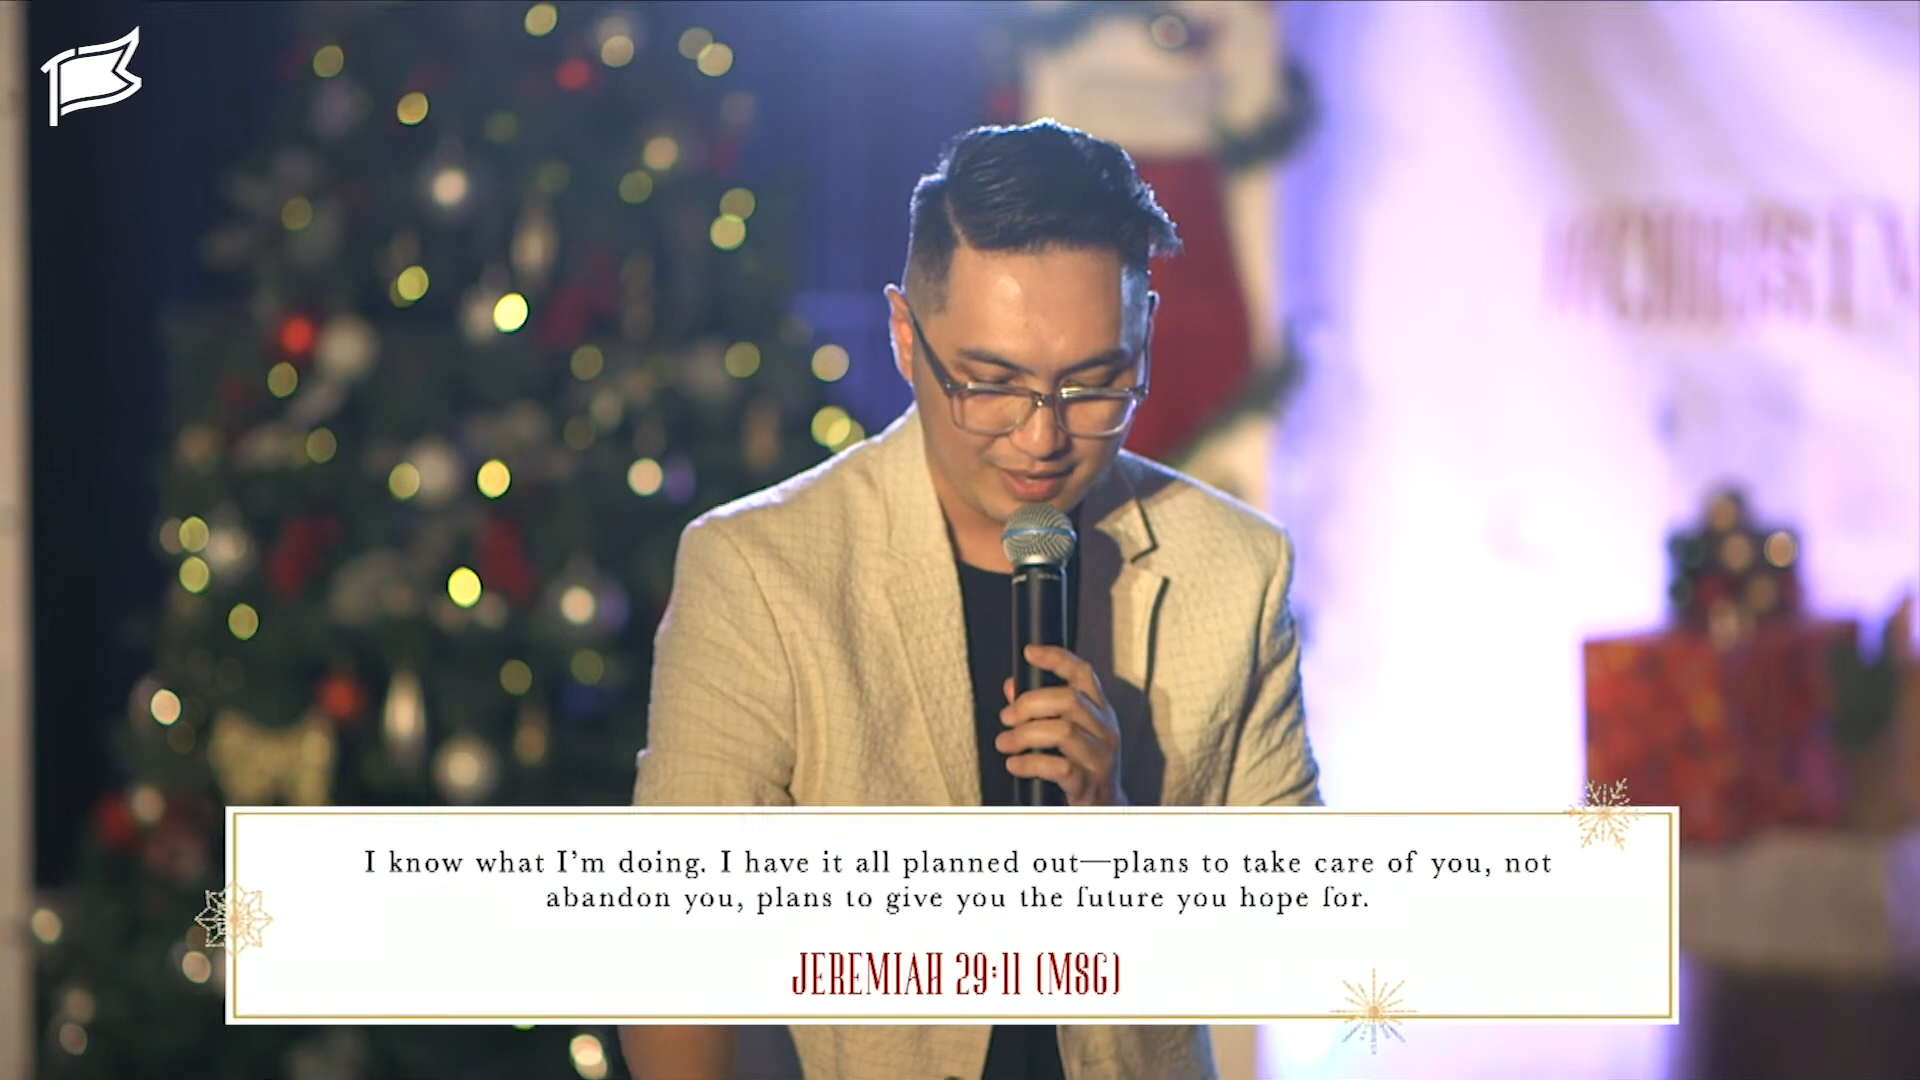 I know what I'm doing. I have it all planned out—plans to take care of you, not
abandon you, plans to give you the future you hope for.
JEREMIAH 29:11 (MSG)